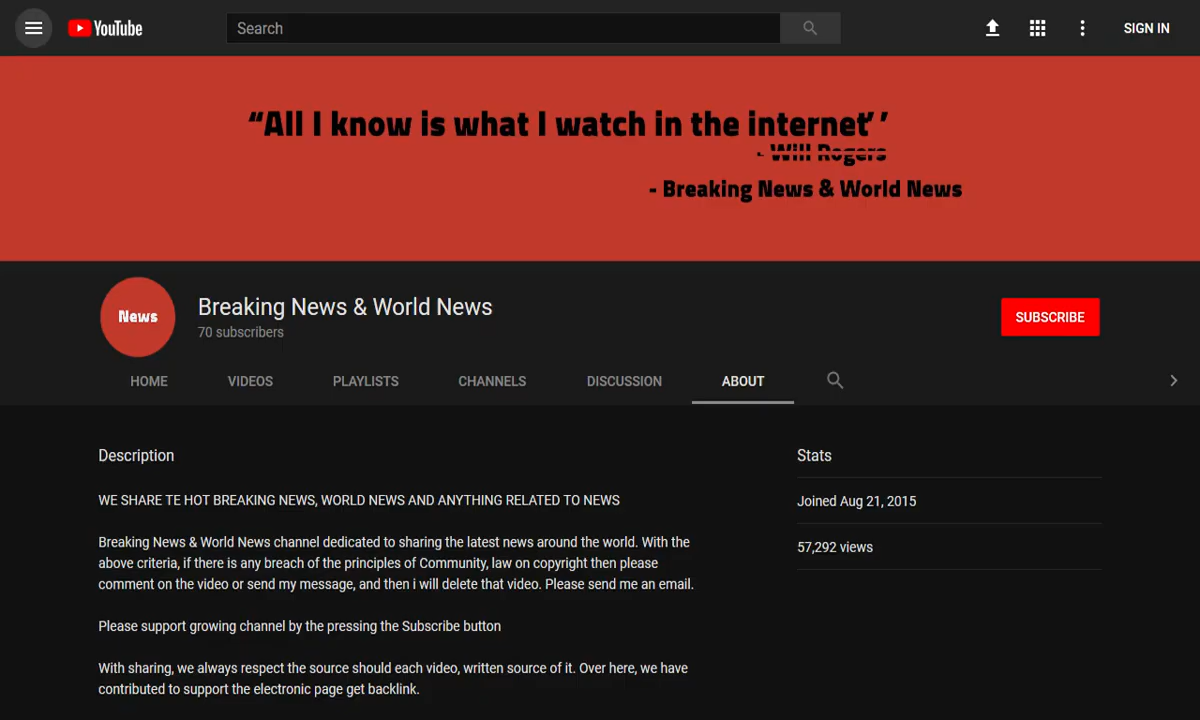 YouTube
Search
SIGN IN
“All I know is what I watch in the internet’’
- Will Rogers
- Breaking News & World News
News
Breaking News & World News
70 subscribers
SUBSCRIBE
HOME
VIDEOS
PLAYLISTS
CHANNELS
DISCUSSION
ABOUT
Description
WE SHARE TE HOT BREAKING NEWS, WORLD NEWS AND ANYTHING RELATED TO NEWS
Breaking News & World News channel dedicated to sharing the latest news around the world. With the
above criteria, if there is any breach of the principles of Community, law on copyright then please
comment on the video or send my message, and then i will delete that video. Please send me an email.
Please support growing channel by the pressing the Subscribe button
With sharing, we always respect the source should each video, written source of it. Over here, we have
contributed to support the electronic page get backlink.
Stats
Joined Aug 21, 2015
57,292 views